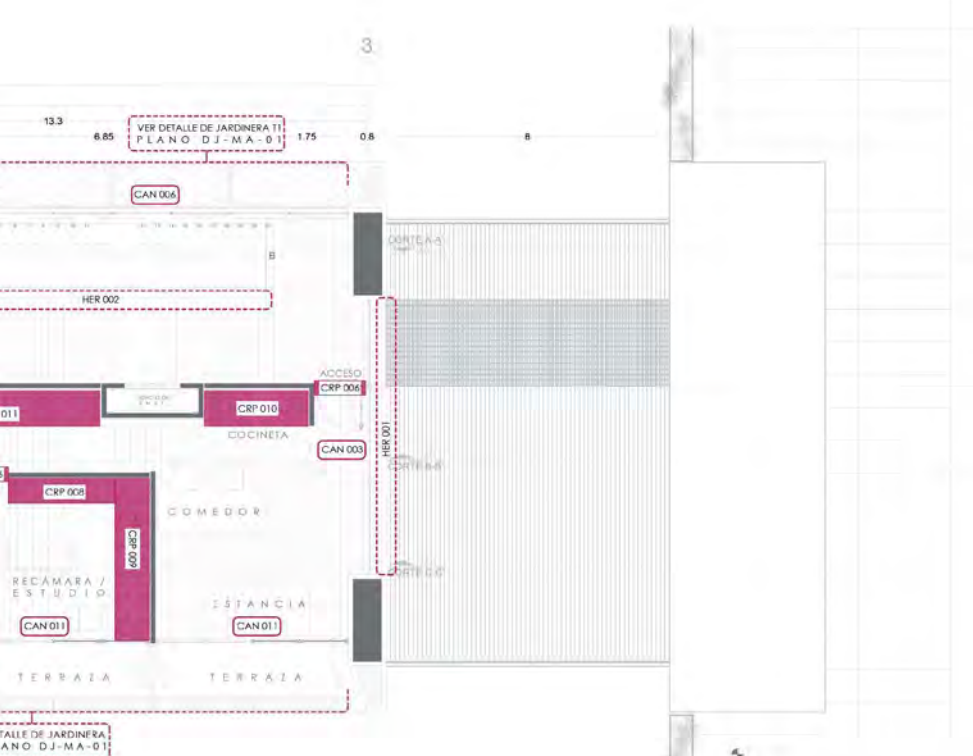 3
13.3
6.85
VER DETALLE DE JARDINERA T1
PLANO DJ-MA-01
1.75
0.8
8
CAN 006
CORTE A-A'
B
HER 002
ACCESO
CRP 006
011
CRP 010
COCINETA
CAN 003
HER 001
CORTE B-B'
CRP 008
CRP 009
COMEDOR
CORTE C-C'
RECÁMARA /
ESTUDIO
ESTANCIA
CAN 011
CAN 011
TERRAZA
TERRAZA
TALLE DE JARDINERA
ANO DJ-MA-01